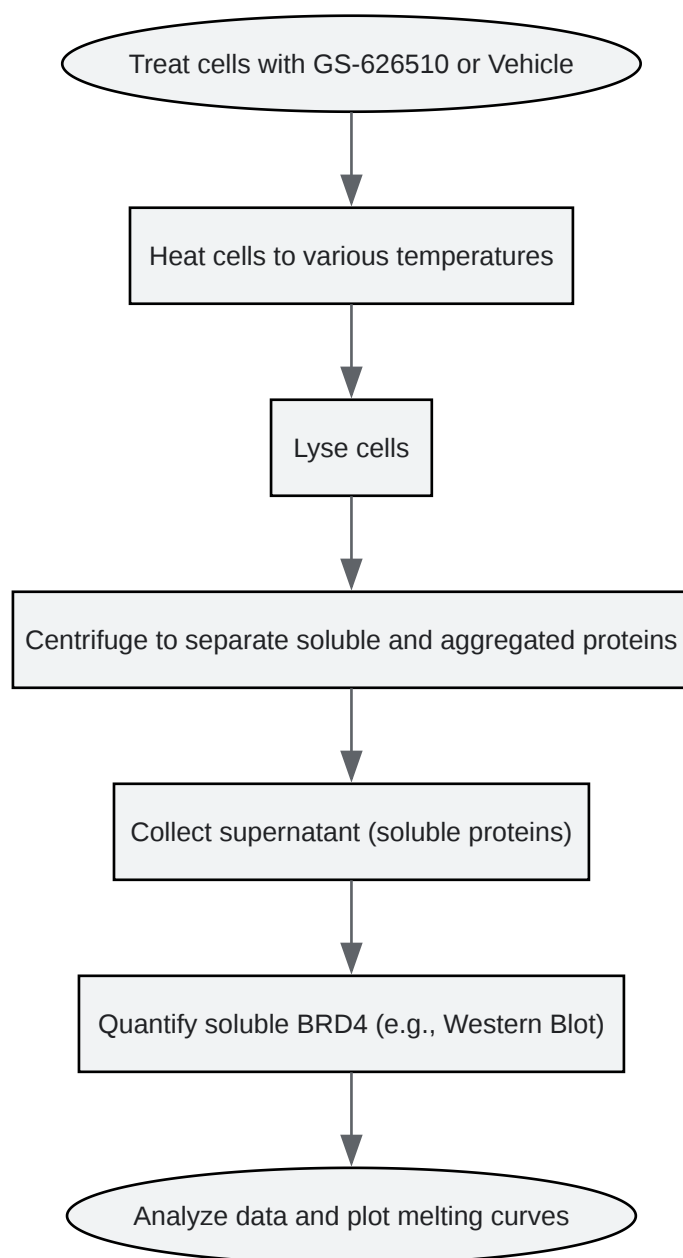 Treat cells with GS-626510 or Vehicle
Heat cells to various temperatures
Lyse cells
Centrifuge to separate soluble and aggregated proteins
Collect supernatant (soluble proteins)
Quantify soluble BRD4 (e.g., Western Blot)
Analyze data and plot melting curves